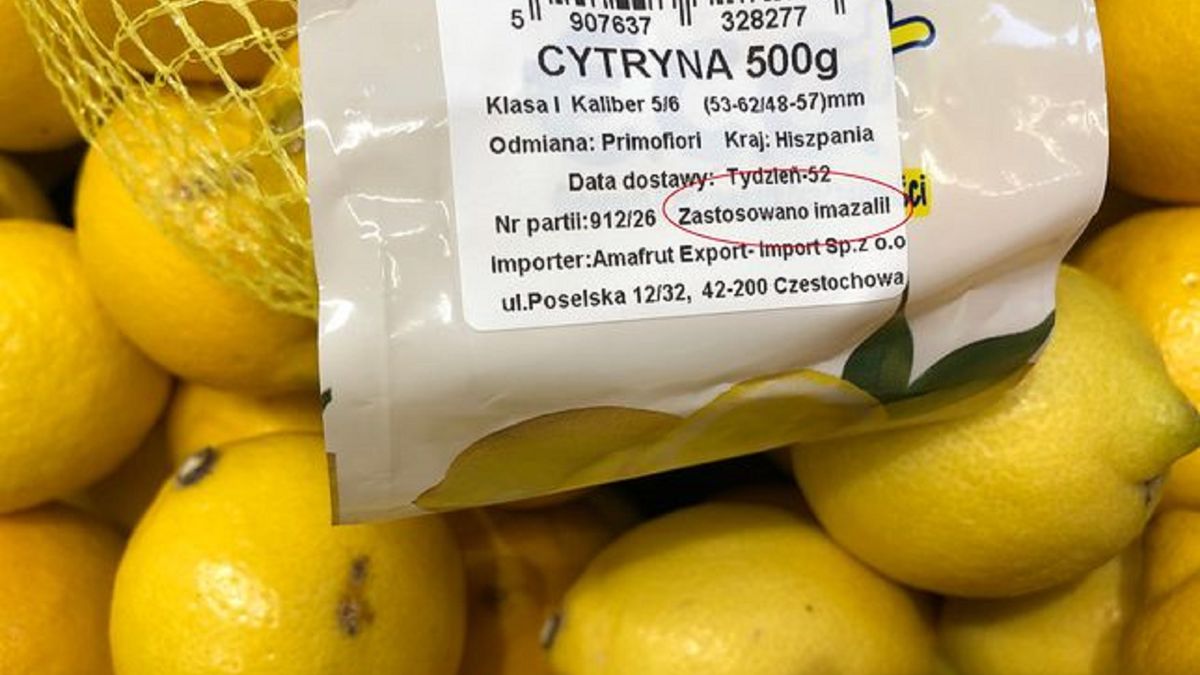 5 907637 328277
CYTRYNA 500g
Klasa I Kaliber 5/6 (53-62/48-57)mm
Odmiana: Primofiori Kraj: Hiszpania
Data dostawy: Tydzień-52
Nr partii:912/26 Zastosowano imazalil
Importer:Amafrut Export- Import Sp.z o.o
ul.Poselska 12/32, 42-200 Czestochowa
ci